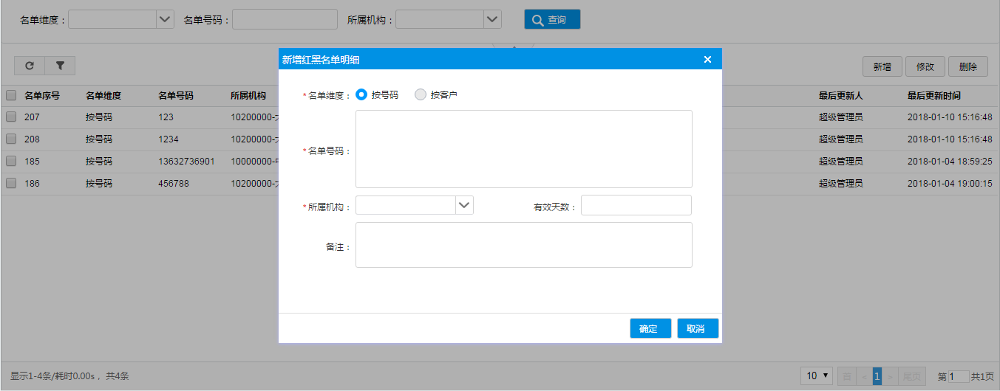 名单维度： 名单号码： 所属机构： 查询
新增 修改 删除
新增红黑名单明细
名单序号 名单维度 名单号码 所属机构 最后更新人 最后更新时间
207 按号码 123 10200000- 超级管理员 2018-01-10 15:16:48
208 按号码 1234 10200000- 超级管理员 2018-01-10 15:16:48
185 按号码 13632736901 10000000- 超级管理员 2018-01-04 18:59:25
186 按号码 456788 10200000- 超级管理员 2018-01-04 19:00:15
*名单维度： 按号码 按客户
*名单号码：
*所属机构： 有效天数：
备注：
确定 取消
显示1-4条/耗时0.00s， 共4条 10 首 < 1 > 尾页 第1 共1页